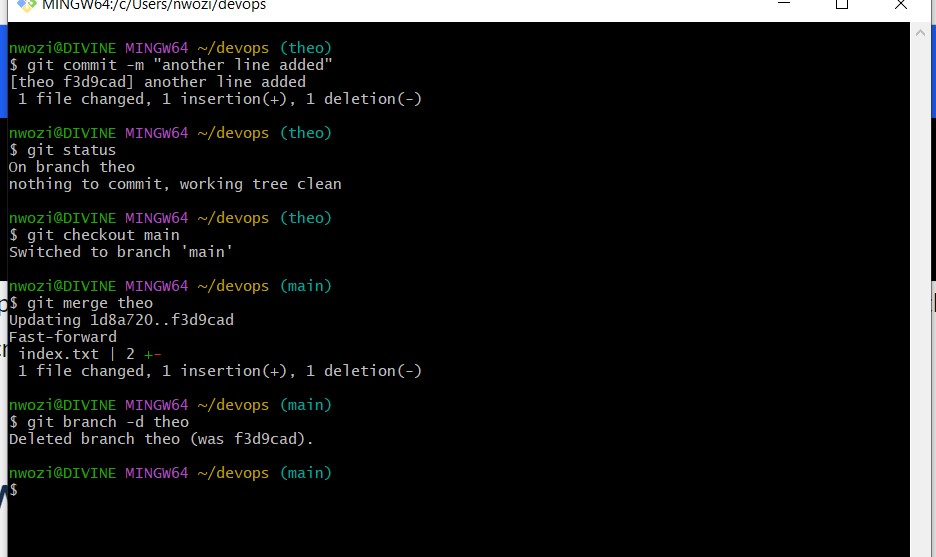 MINGW64:/c/Users/nwozi/devops
nwozi@DIVINE MINGW64 ~/devops (theo)
$ git commit -m "another line added"
[theo f3d9cad] another line added
 1 file changed, 1 insertion(+), 1 deletion(-)
nwozi@DIVINE MINGW64 ~/devops (theo)
$ git status
On branch theo
nothing to commit, working tree clean
nwozi@DIVINE MINGW64 ~/devops (theo)
$ git checkout main
Switched to branch 'main'
nwozi@DIVINE MINGW64 ~/devops (main)
$ git merge theo
Updating 1d8a720..f3d9cad
Fast-forward
 index.txt | 2 +-
 1 file changed, 1 insertion(+), 1 deletion(-)
nwozi@DIVINE MINGW64 ~/devops (main)
$ git branch -d theo
Deleted branch theo (was f3d9cad).
nwozi@DIVINE MINGW64 ~/devops (main)
$